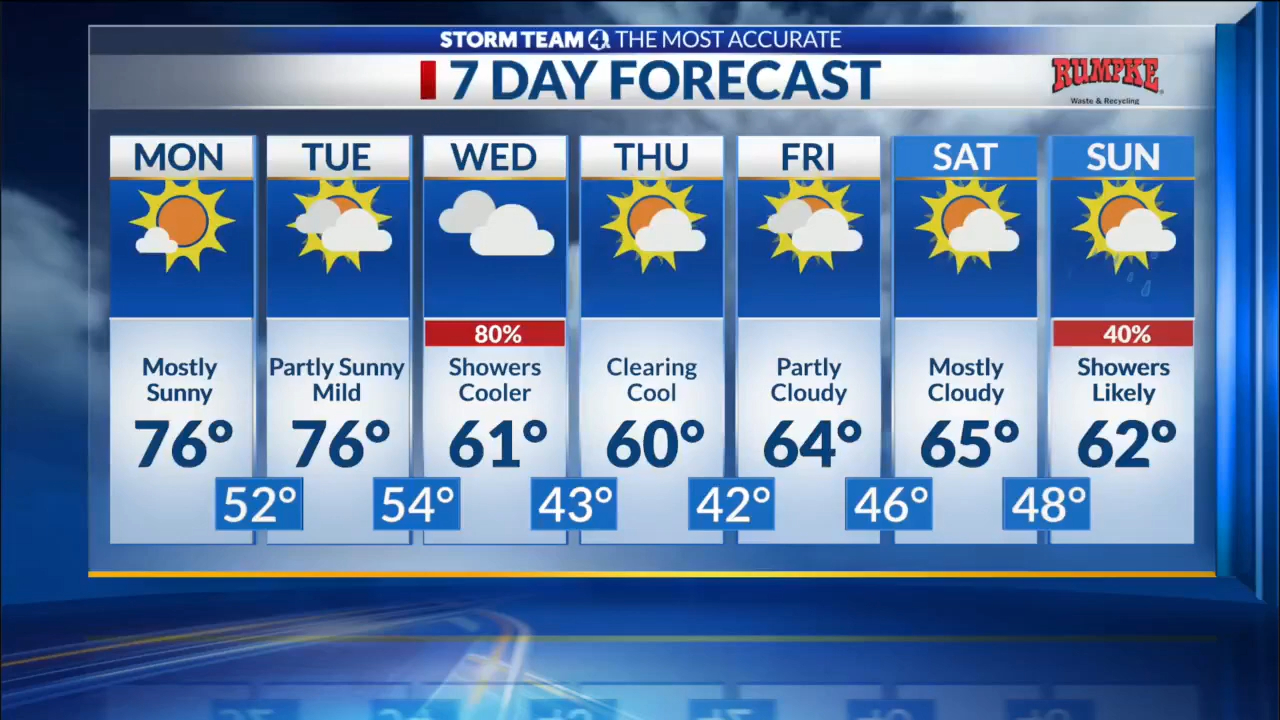 STORM TEAM 4 THE MOST ACCURATE
7 DAY FORECAST
RUMPKE
Waste & Recycling
MON
TUE
WED
THU
FRI
SAT
SUN
80%
40%
Mostly
Sunny
Partly Sunny
Mild
Showers
Cooler
Clearing
Cool
Partly
Cloudy
Mostly
Cloudy
Showers
Likely
76°
76°
61°
60°
64°
65°
62°
52°
54°
43°
42°
46°
48°